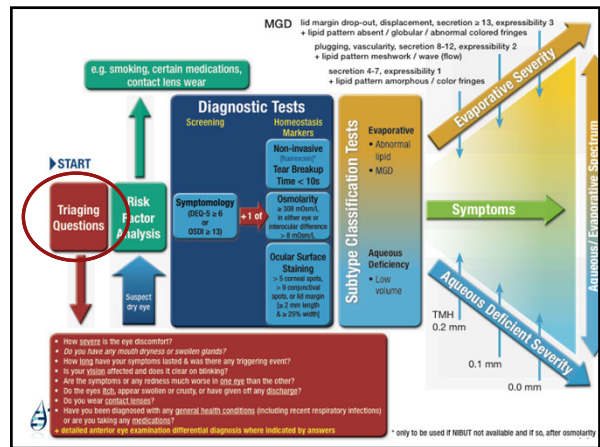 MGD lid margin drop-out, displacement, secretion ≥ 13, expressibility 3
+ lipid pattern absent / globular / abnormal colored fringes
plugging, vascularity, secretion 8-12, expressibility 2
+ lipid pattern meshwork / wave (flow)
secretion 4-7, expressibility 1
+ lipid pattern amorphous / color fringes
e.g. smoking, certain medications,
contact lens wear
START
Triaging
Questions
Risk
Factor
Analysis
Suspect
dry eye
Diagnostic Tests
Screening
Homeostasis
Markers
Symptomology
(DEQ-5 ≥ 6
or
OSDI ≥ 13)
+1 of
Non-invasive
[fluorescein]*
Tear Breakup
Time < 10s
Osmolarity
≥ 308 mOsm/L
in either eye or
interocular difference
> 8 mOsm/L
Ocular Surface
Staining
> 5 corneal spots,
> 9 conjunctival
spots, or lid margin
[≥ 2 mm length
& ≥ 25% width]
Subtype Classification Tests
Evaporative
• Abnormal
lipid
• MGD
Aqueous
Deficiency
• Low
volume
Evaporative Severity
Symptoms
Aqueous Deficient Severity
Aqueous/ Evaporative Spectrum
TMH
0.2 mm
0.1 mm
0.0 mm
• How severe is the eye discomfort?
• Do you have any mouth dryness or swollen glands?
• How long have your symptoms lasted & was there any triggering event?
• Is your vision affected and does it clear on blinking?
• Are the symptoms or any redness much worse in one eye than the other?
• Do the eyes itch, appear swollen or crusty, or have given off any discharge?
• Do you wear contact lenses?
• Have you been diagnosed with any general health conditions (including recent respiratory infections)
or are you taking any medications?
+ detailed anterior eye examination differential diagnosis where indicated by answers
* only to be used if NIBUT not available and if so, after osmolarity